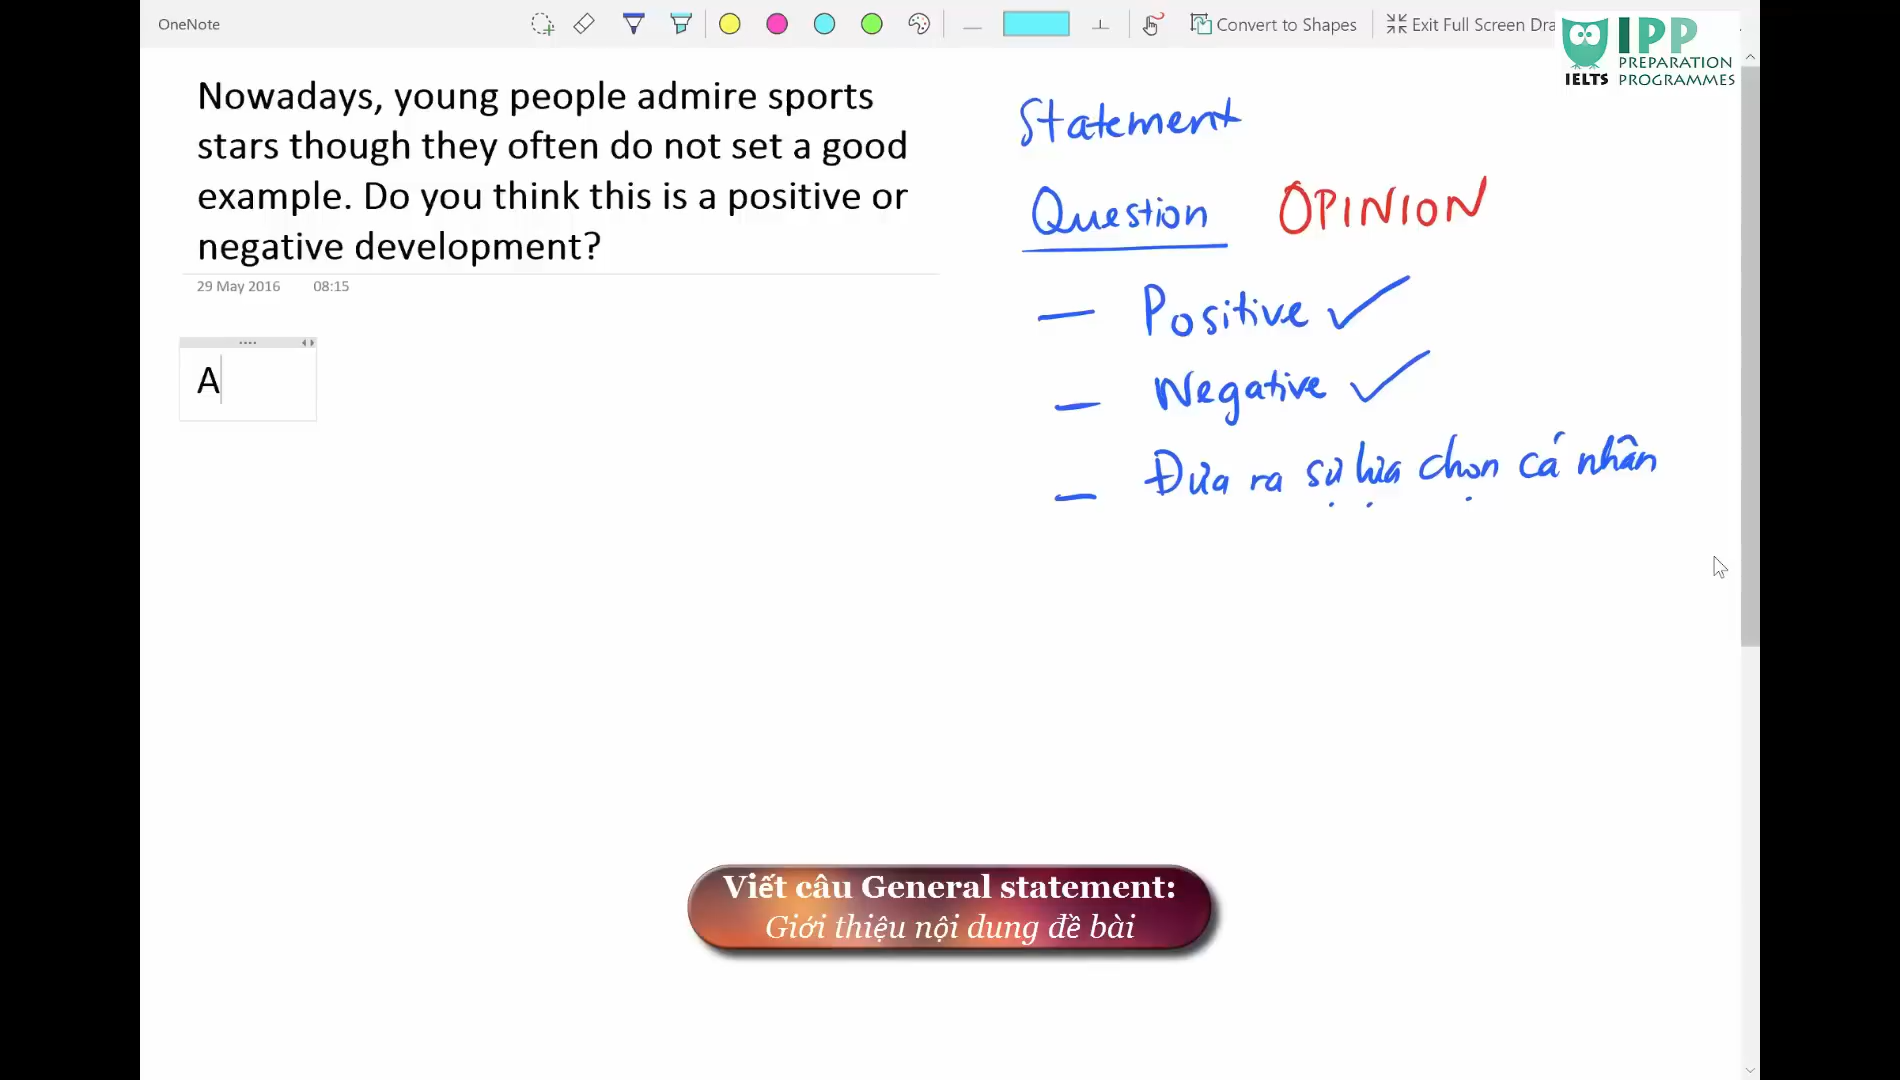 OneNote
Convert to Shapes
Exit Full Screen Dra
IPP
PREPARATION
IELTS PROGRAMMES
Nowadays, young people admire sports
stars though they often do not set a good
example. Do you think this is a positive or
negative development?
29 May 2016 08:15
A
Statement
Question OPINION
— Positive ✓
— Negative ✓
— Đưa ra sự lựa chọn cá nhân
Viết câu General statement:
Giới thiệu nội dung đề bài